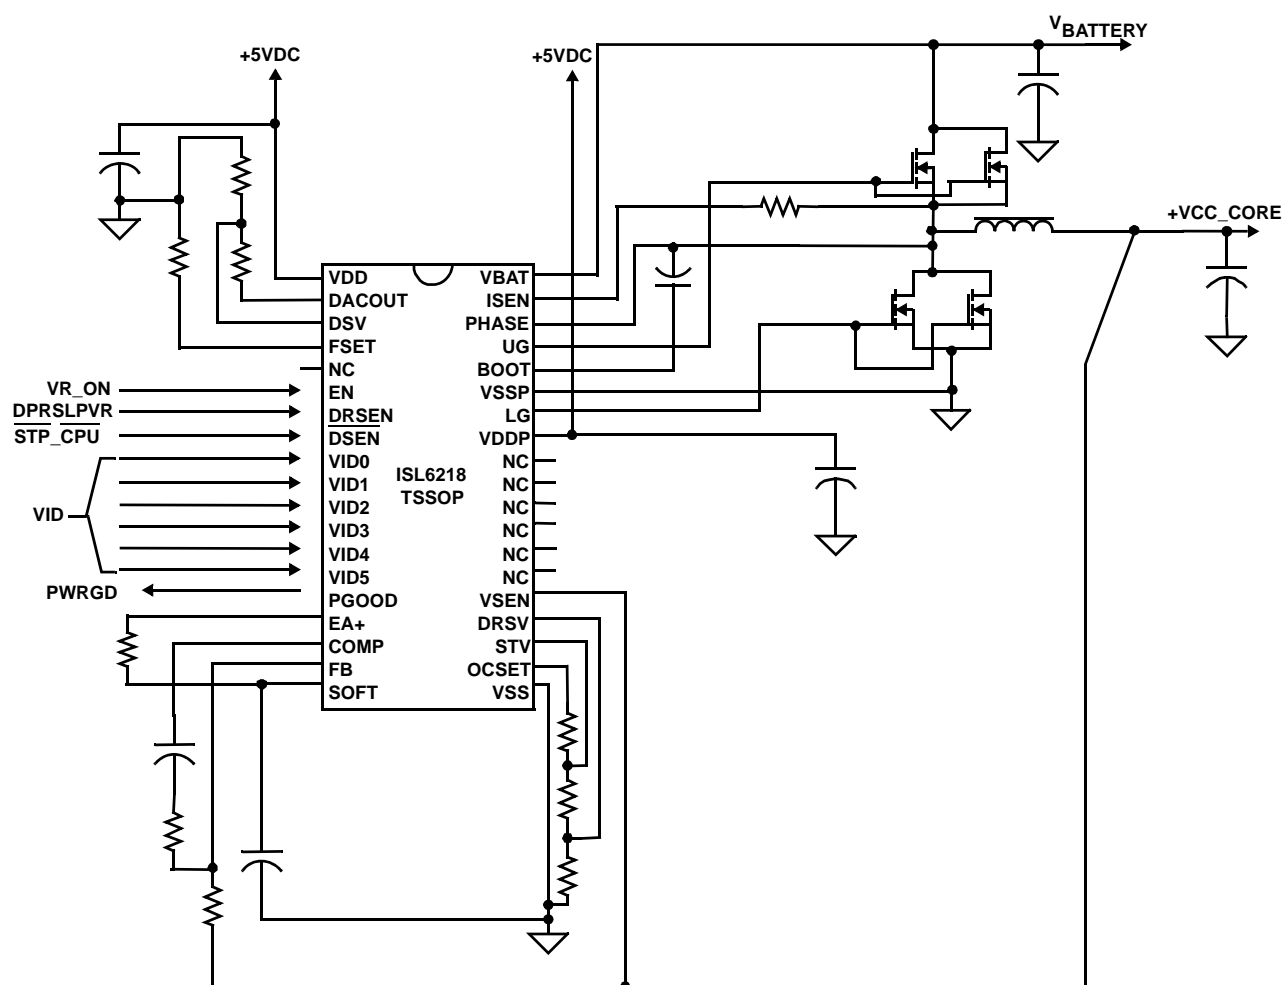 VBATTERY
+5VDC
+5VDC
+VCC_CORE
VDD
DACOUT
DSV
FSET
NC
EN
DRSEN
DSEN
VID0
VID1
VID2
VID3
VID4
VID5
PGOOD
EA+
COMP
FB
SOFT
ISL6218
TSSOP
VBAT
ISEN
PHASE
UG
BOOT
VSSP
LG
VDDP
NC
NC
NC
NC
NC
NC
VSEN
DRSV
STV
OCSET
VSS
VR_ON
DPRSLPVR
STP_CPU
VID
PWRGD